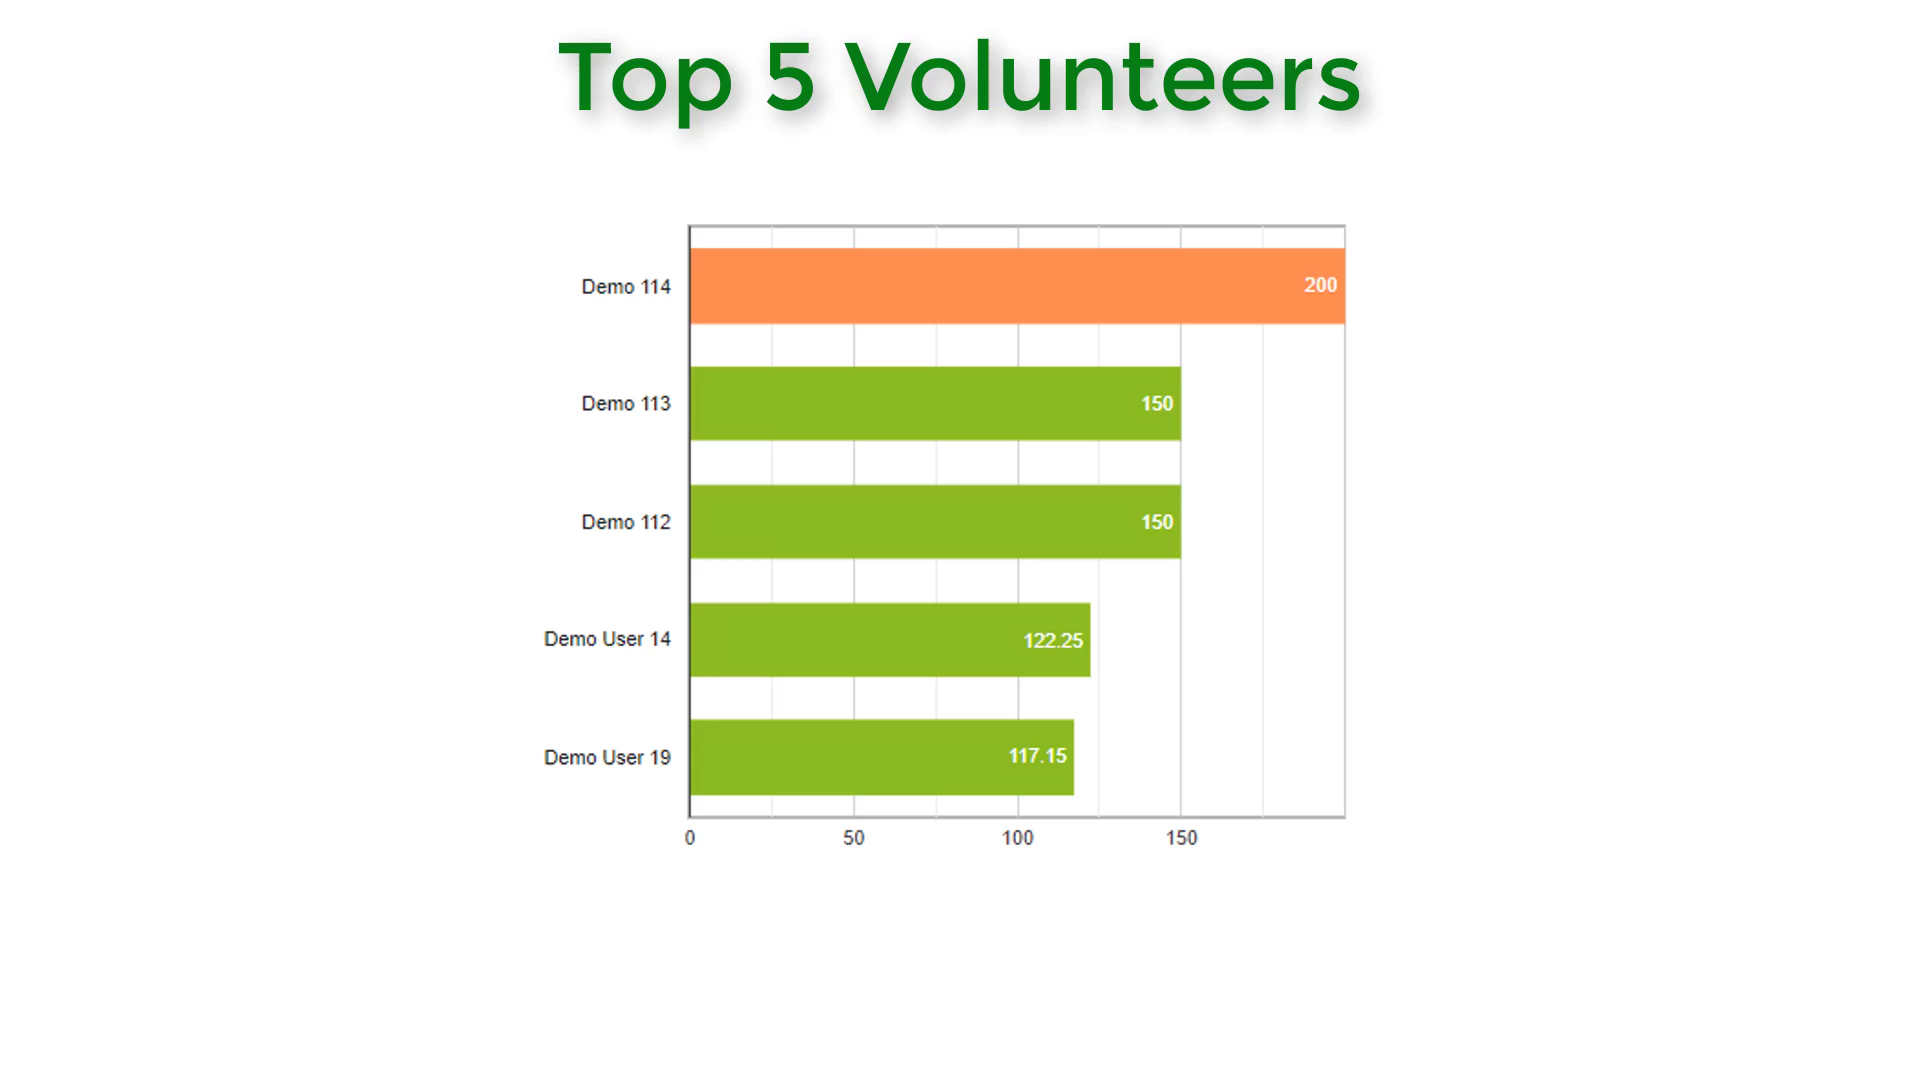 Top 5 Volunteers
Demo 114
200
Demo 113
150
Demo 112
150
Demo User 14
122.25
Demo User 19
117.15
0 50 100 150